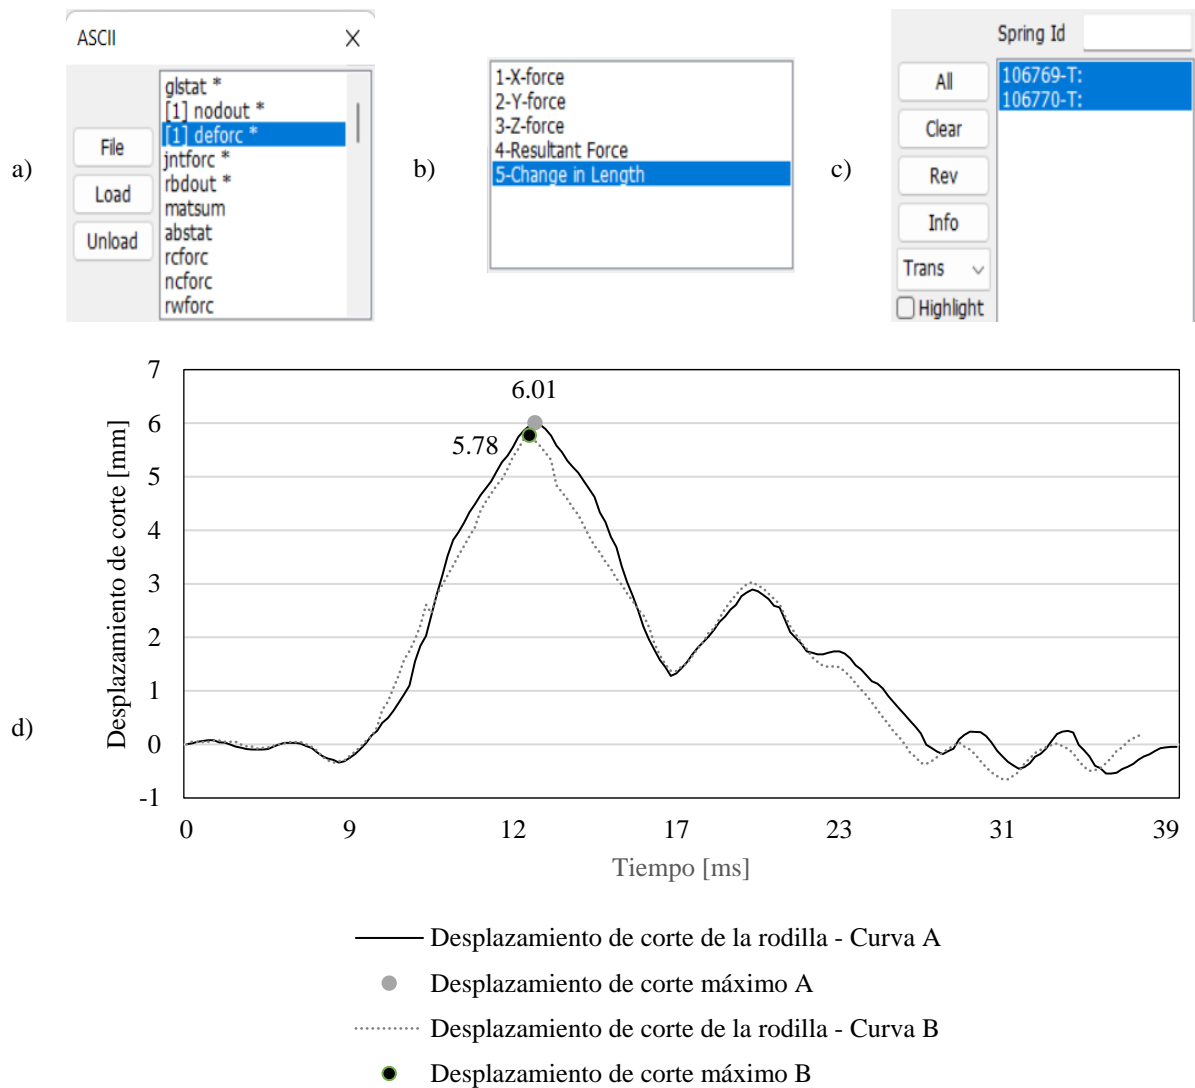 a)
ASCII
X
File
Load
Unload
glstat *
[1] nodout *
[1] deforc *
jntforc *
rbdout *
matsum
abstat
rcforc
ncforc
rwforc
b)
1-X-force
2-Y-force
3-Z-force
4-Resultant Force
5-Change in Length
c)
Spring Id
All
Clear
Rev
Info
Trans
Highlight
106769-T:
106770-T:
d)
Desplazamiento de corte [mm]
7
6
5
4
3
2
1
0
-1
6.01
5.78
0 9 12 17 23 31 39
Tiempo [ms]
Desplazamiento de corte de la rodilla - Curva A
Desplazamiento de corte máximo A
Desplazamiento de corte de la rodilla - Curva B
Desplazamiento de corte máximo B